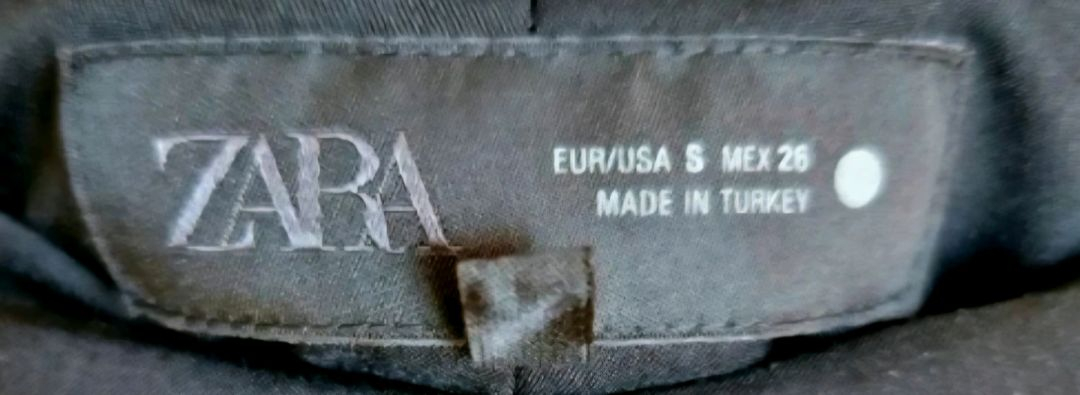 ZARA
EUR/USA S MEX 26
MADE IN TURKEY